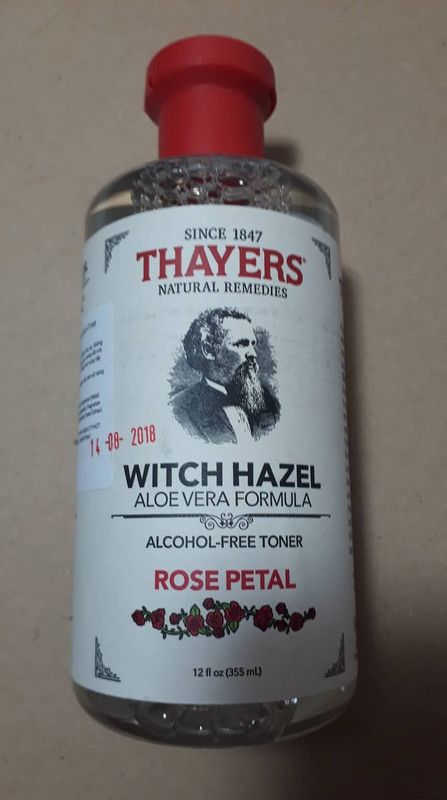 SINCE 1847
THAYERS®
NATURAL REMEDIES
14-08-2018
WITCH HAZEL
ALOE VERA FORMULA
ALCOHOL-FREE TONER
ROSE PETAL
12 fl oz (355 mL)